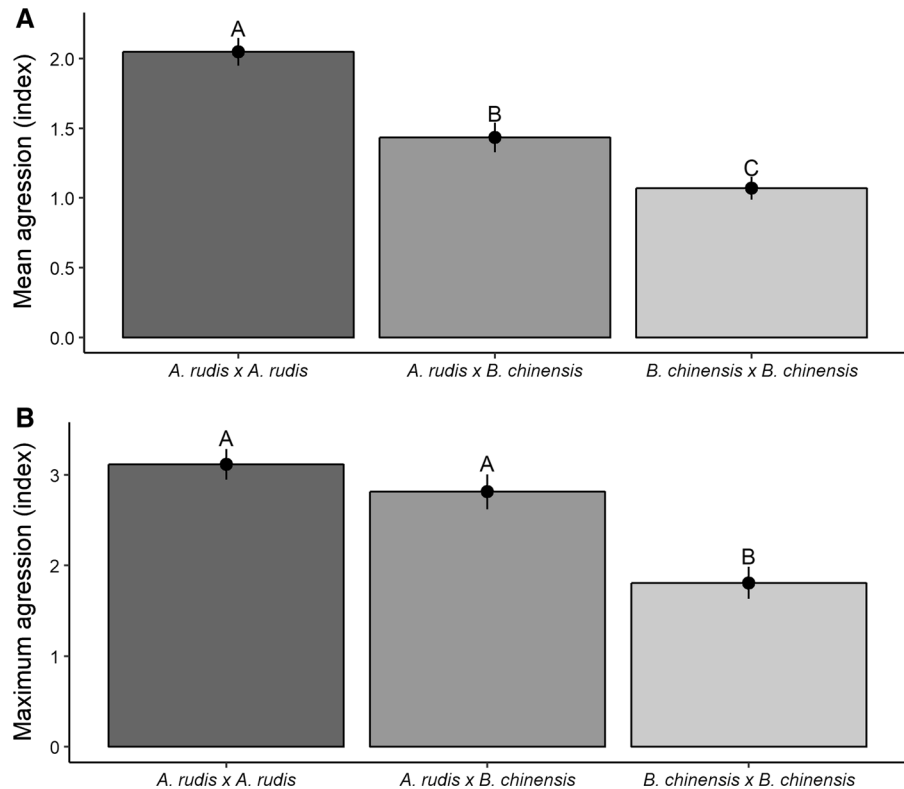 A
Mean agression (index)
2.0
1.5
1.0
0.5
0.0
A
B
C
A. rudis x A. rudis
A. rudis x B. chinensis
B. chinensis x B. chinensis
B
Maximum agression (index)
3
2
1
0
A
A
B
A. rudis x A. rudis
A. rudis x B. chinensis
B. chinensis x B. chinensis